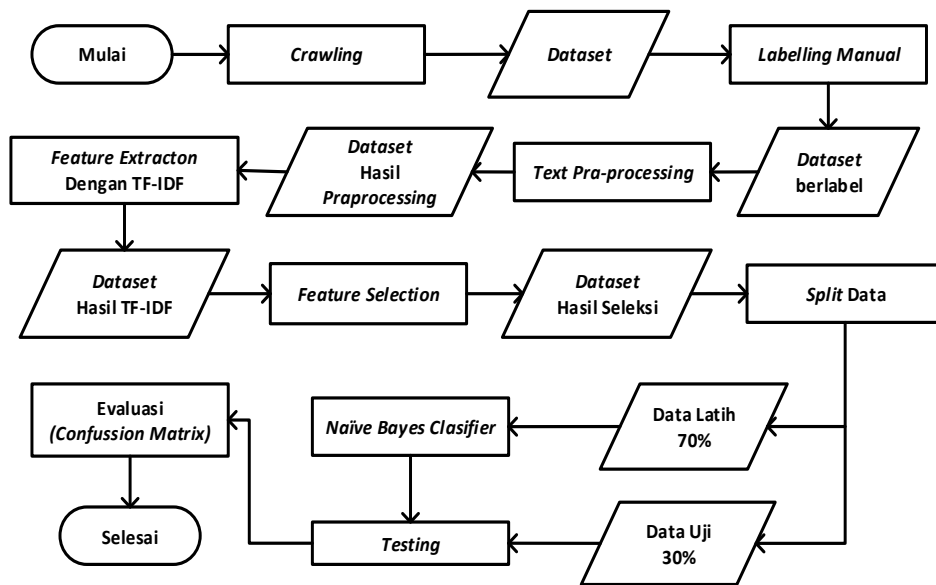 Mulai
Crawling
Dataset
Labelling Manual
Dataset
berlabel
Text Pra-processing
Dataset
Hasil
Praprocessing
Feature Extracton
Dengan TF-IDF
Dataset
Hasil TF-IDF
Feature Selection
Dataset
Hasil Seleksi
Split Data
Data Latih
70%
Naïve Bayes Clasifier
Data Uji
30%
Testing
Evaluasi
(Confussion Matrix)
Selesai